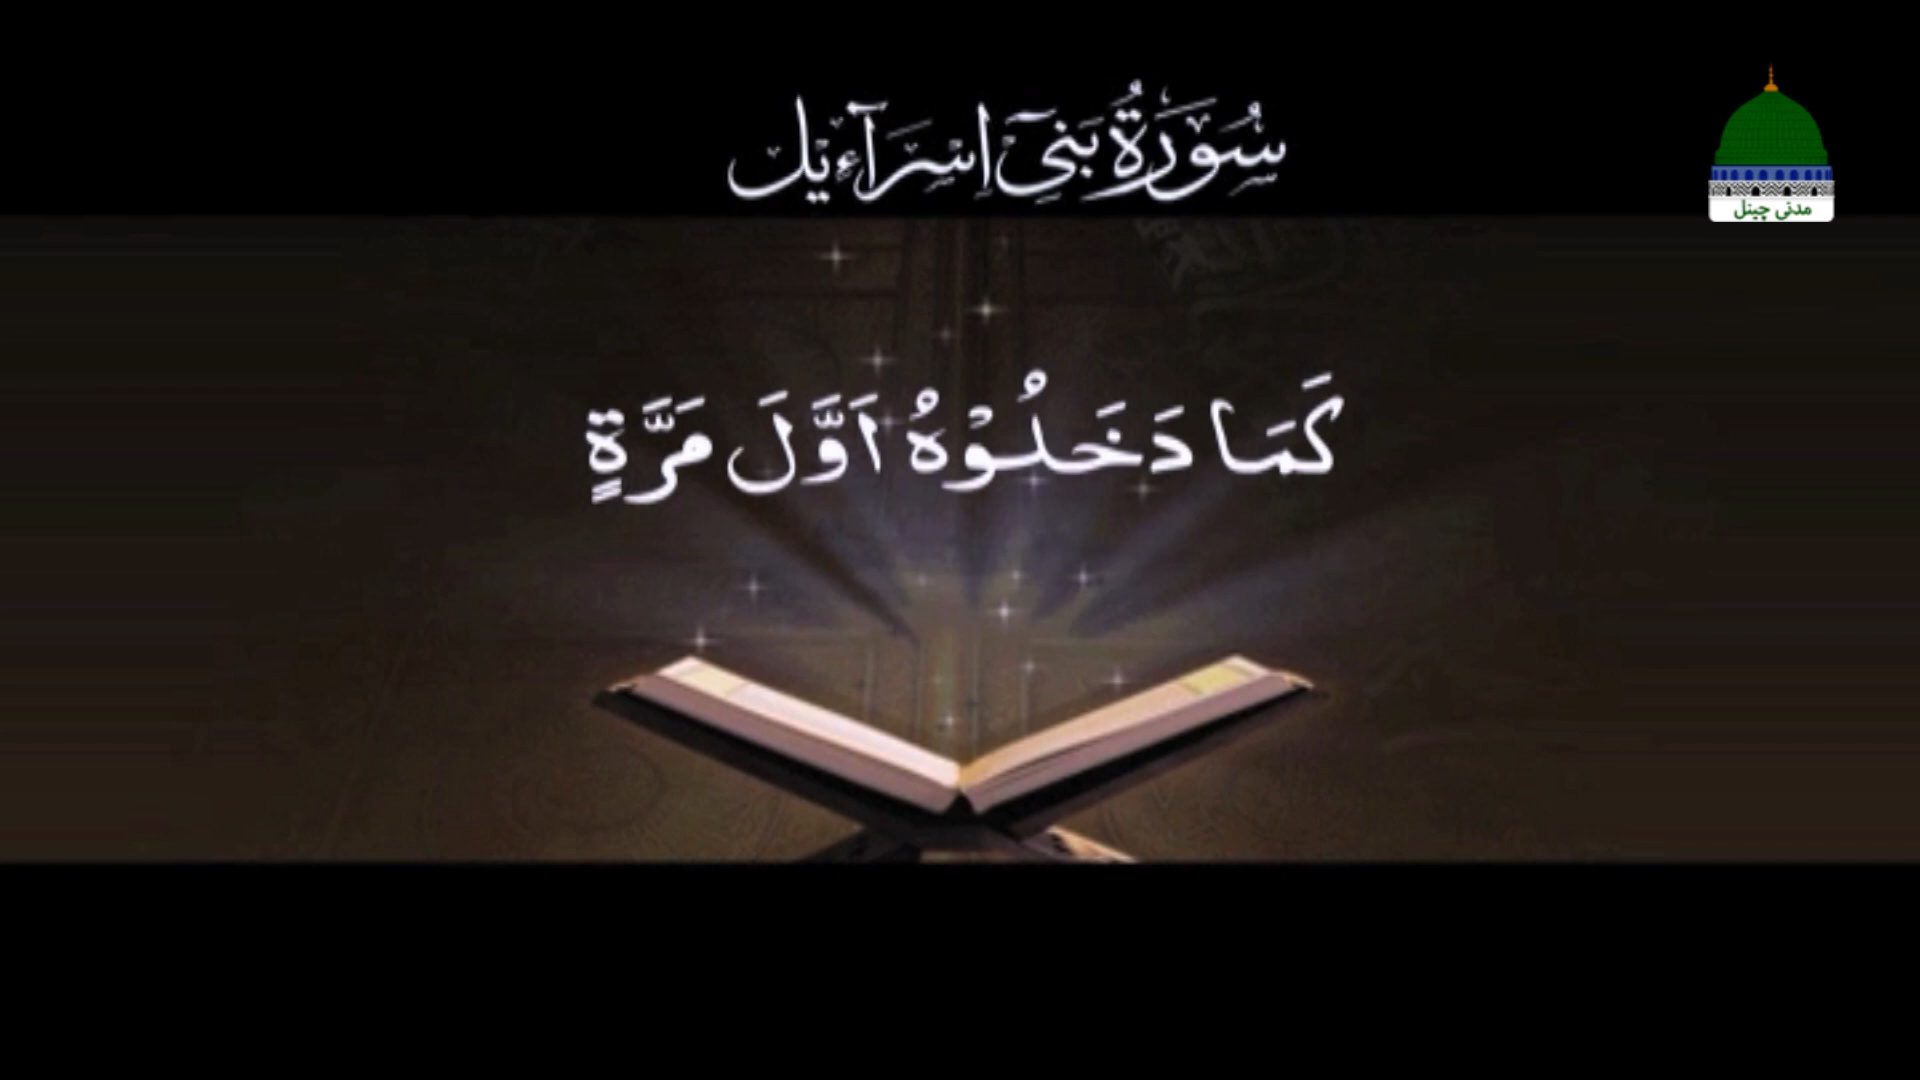 سُوْرَةُ بَنِیْۤ اِسْرَآءِیْل
مدنی چینل
كَمَا دَخَلُوْهُ اَوَّلَ مَرَّةٍ